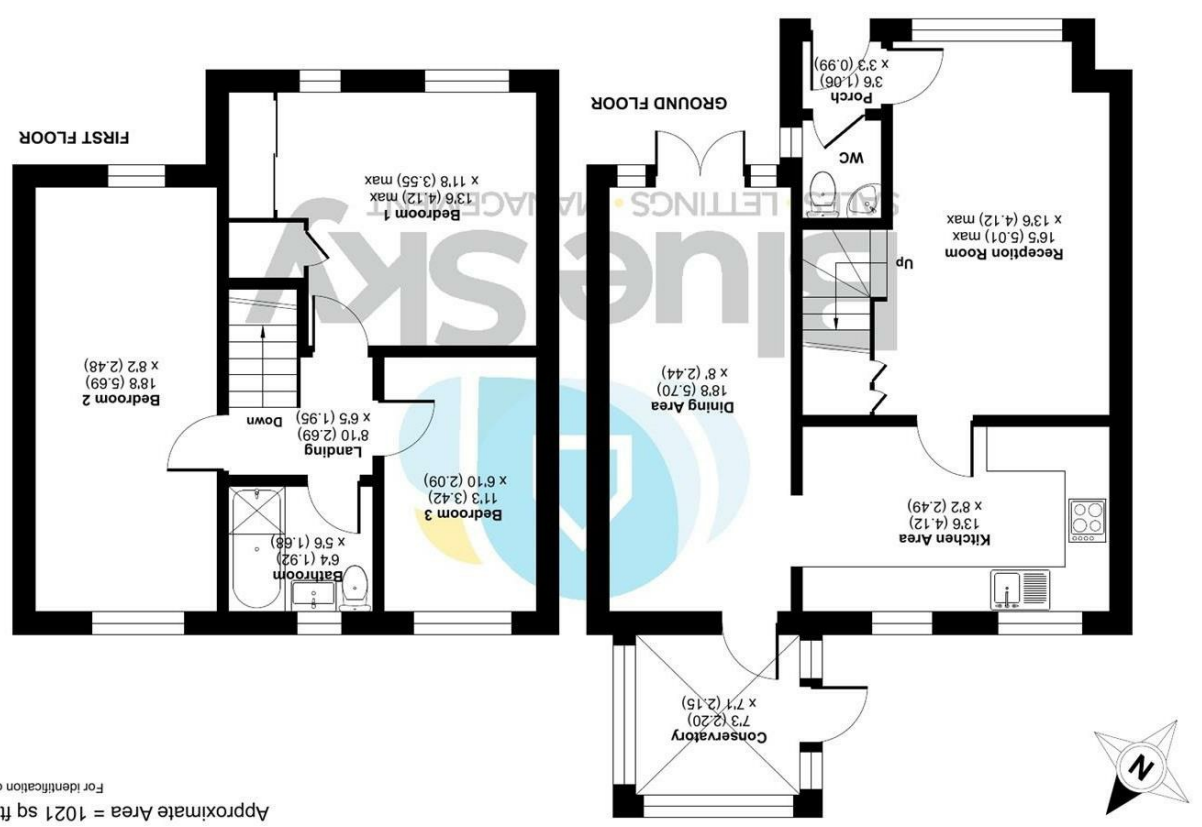 Approximate Area = 1021 sq ft
For identification o
N
Conservatory
7'3 (2.20)
x 7'1 (2.15)
Kitchen Area
13'6 (4.12)
x 8'2 (2.49)
Dining Area
18'8 (5.70)
x 8' (2.44)
Reception Room
16'5 (5.01) max
x 13'6 (4.12) max
Up
WC
Porch
3'6 (1.06)
x 3'3 (0.99)
GROUND FLOOR
Bathroom
6'4 (1.92)
x 5'6 (1.68)
Bedroom 3
11'3 (3.42)
x 6'10 (2.09)
Landing
8'10 (2.69)
x 6'5 (1.95)
Down
Bedroom 2
18'8 (5.69)
x 8'2 (2.48)
Bedroom 1
13'6 (4.12) max
x 11'8 (3.55) max
FIRST FLOOR
BlueSky
SALES • LETTINGS • MANAGEMENT